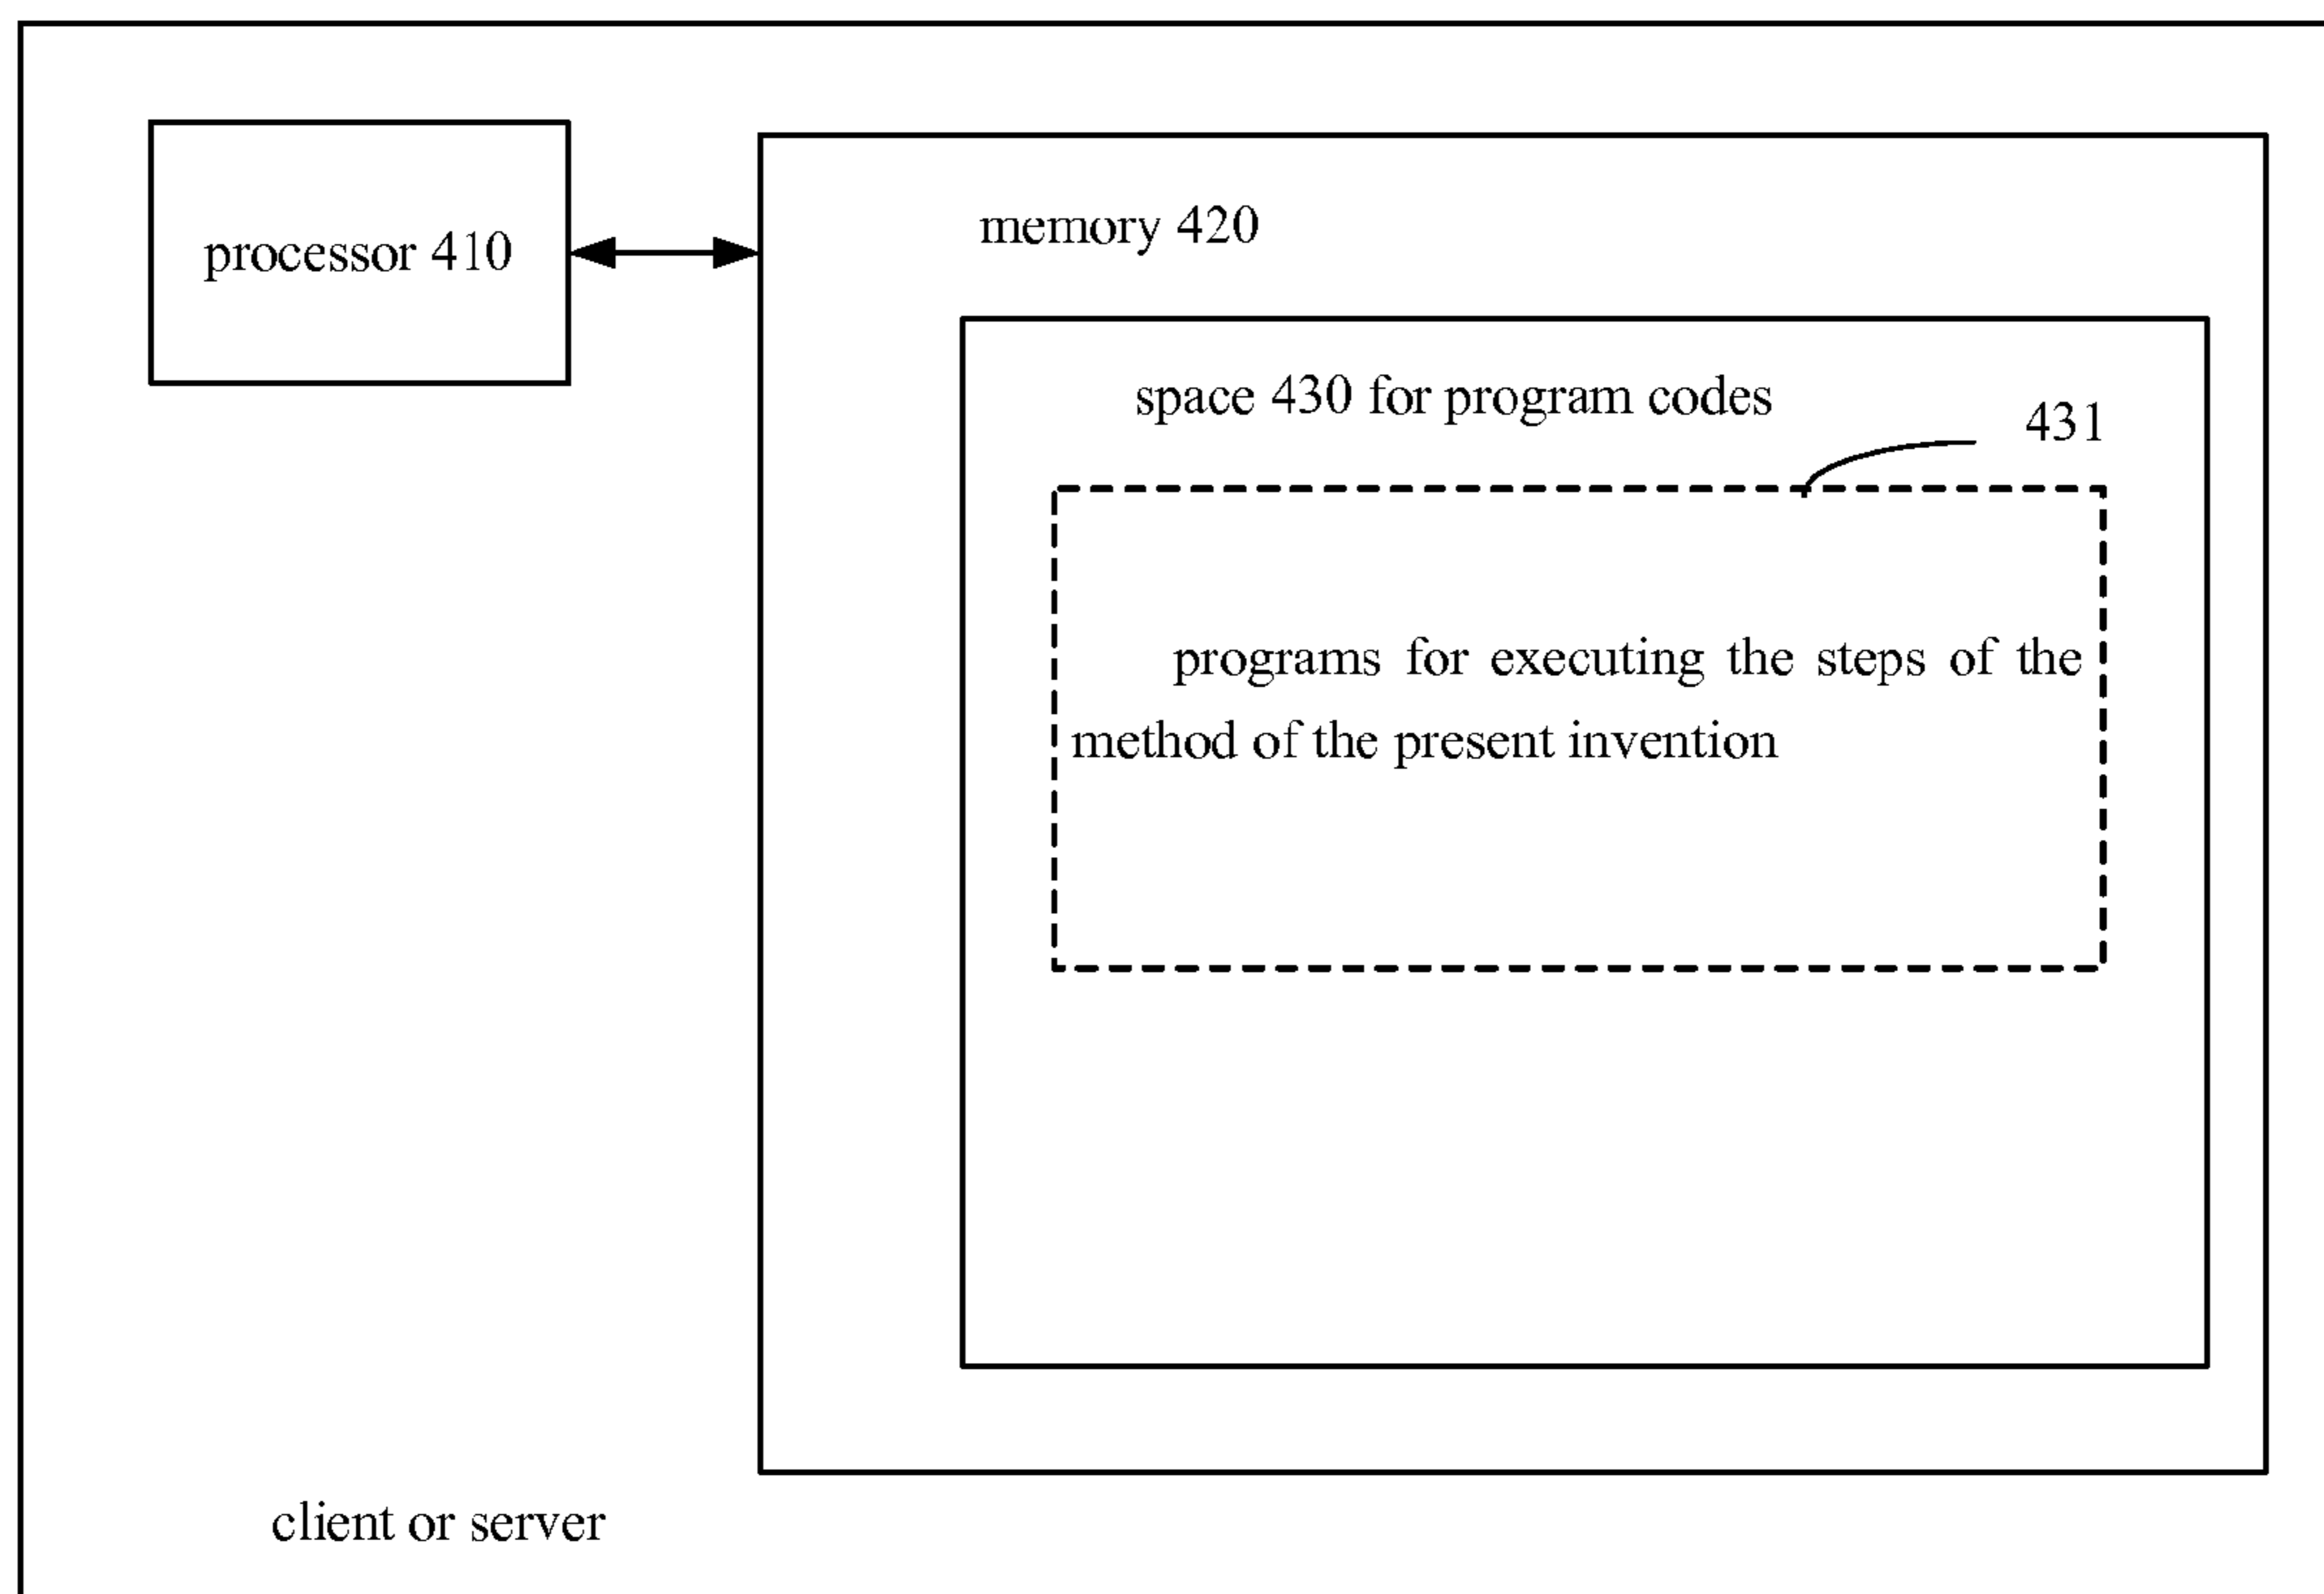 processor 410
memory 420
space 430 for program codes
431
programs for executing the steps of the
method of the present invention
client or server